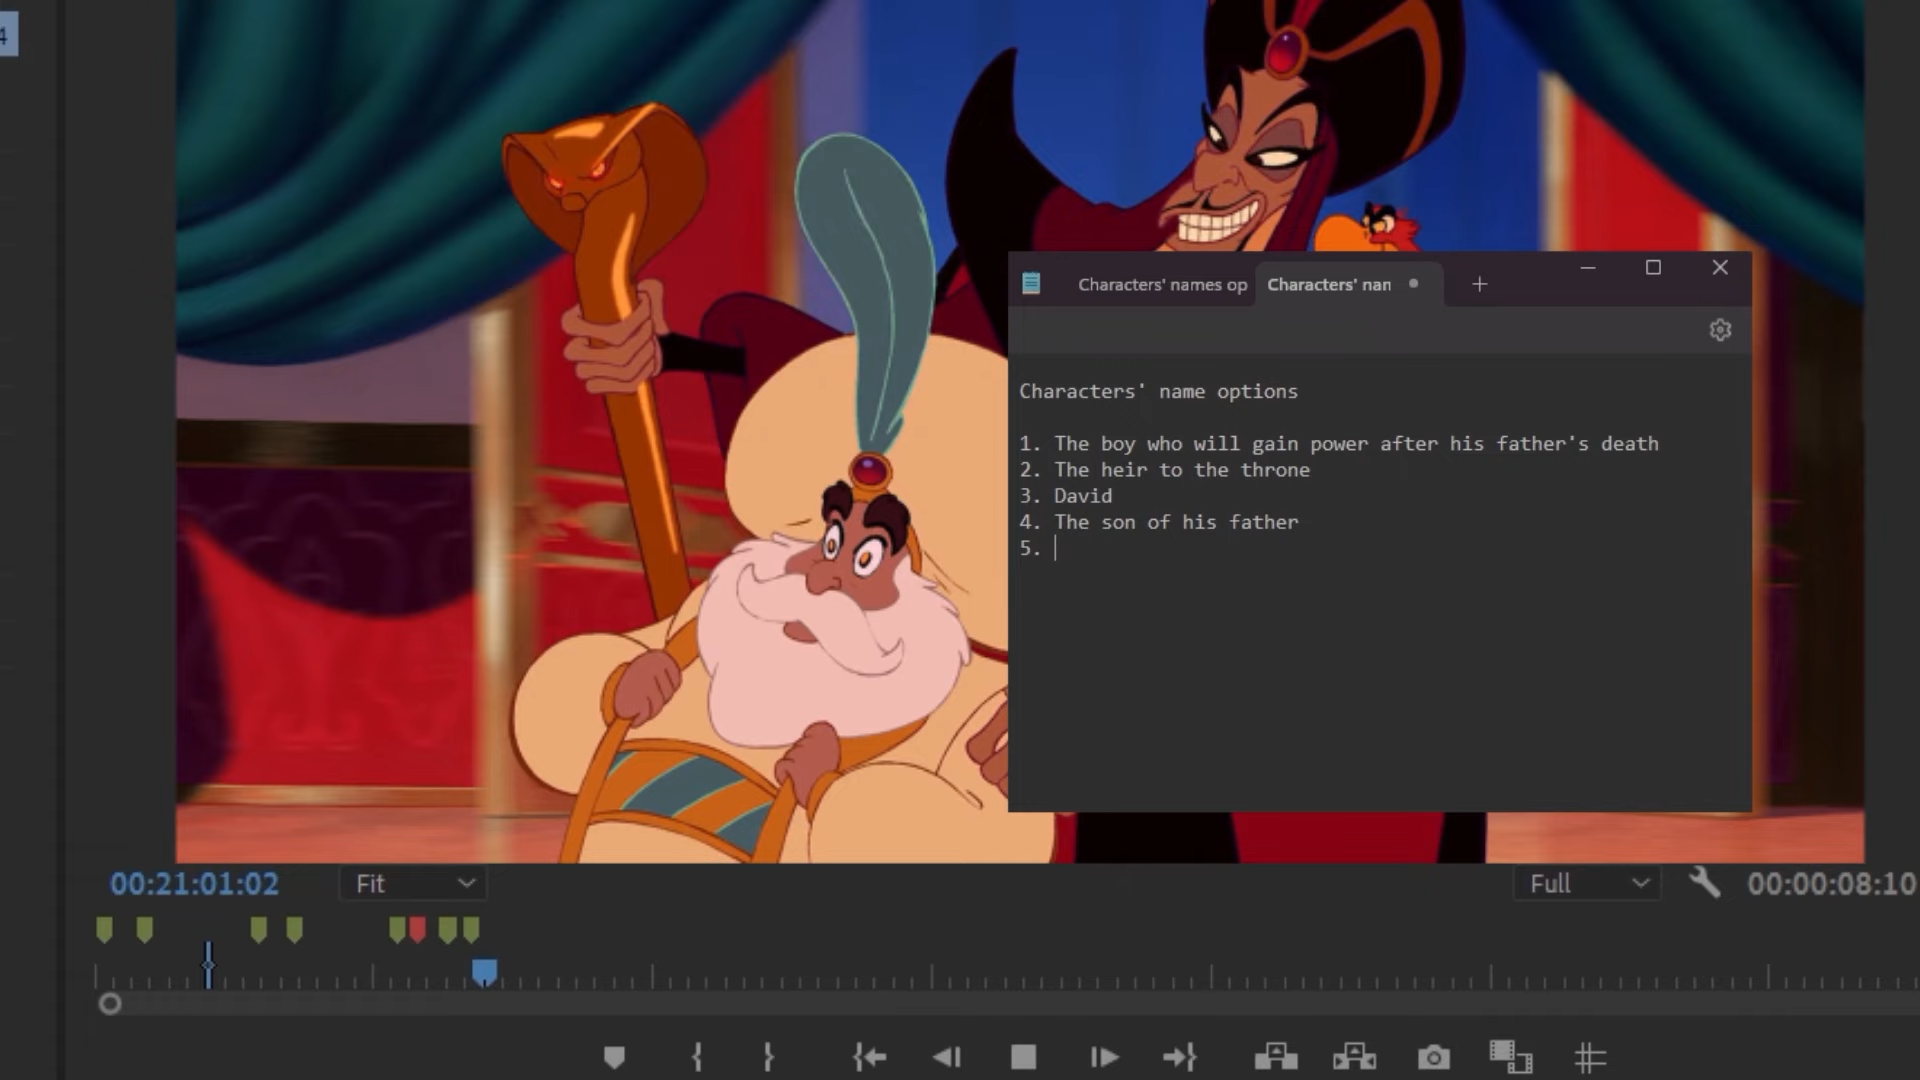 4
Characters' names op
Characters' nan
Characters' name options
1. The boy who will gain power after his father's death
2. The heir to the throne
3. David
4. The son of his father
5.
00:21:01:02
Fit
Full
00:00:08:10